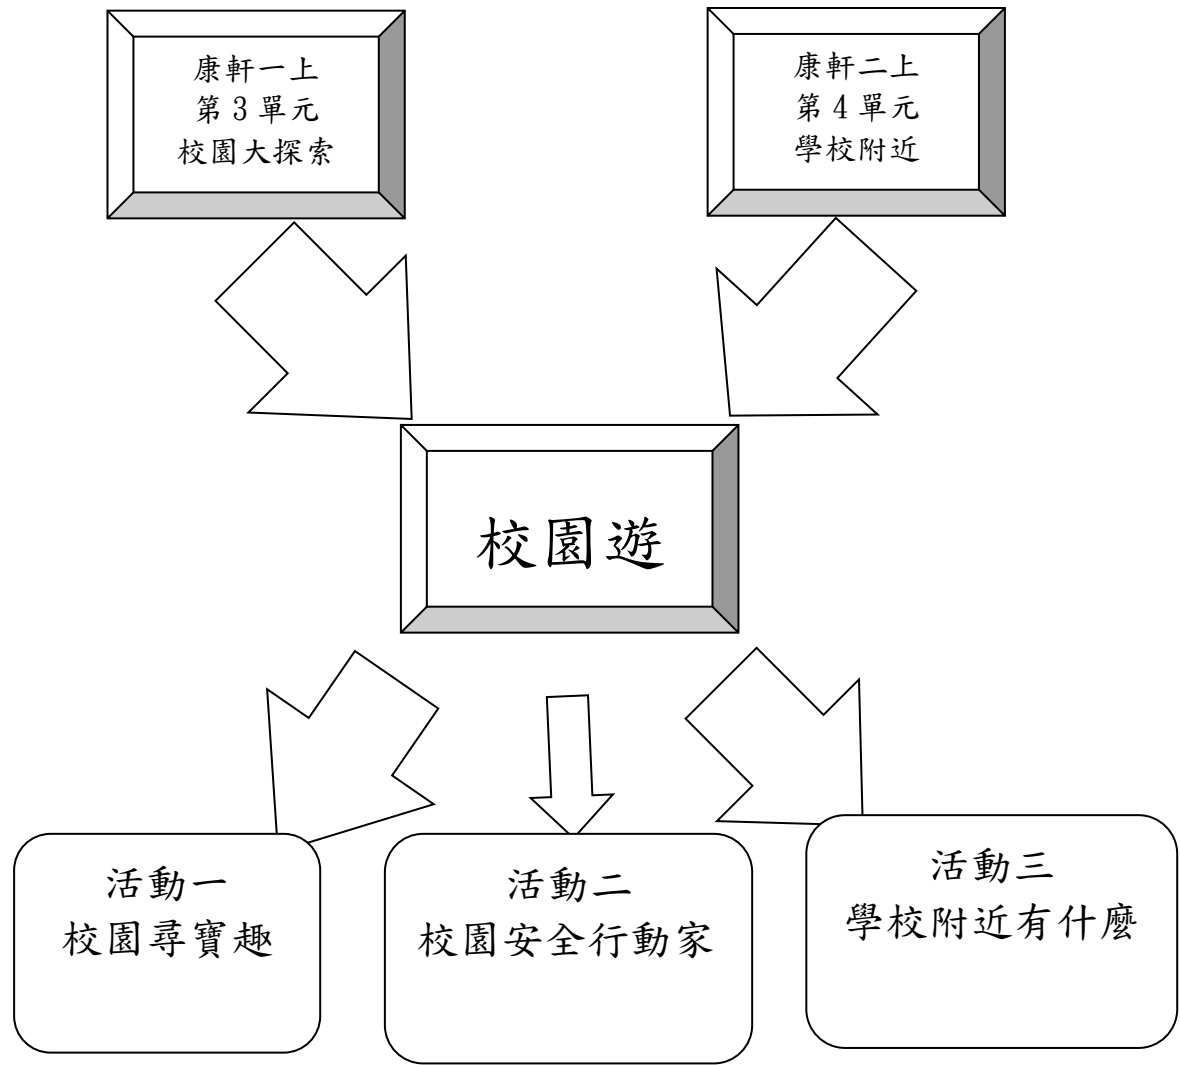 康軒一上
第 3 單元
校園大探索
康軒二上
第 4 單元
學校附近
校園遊
活動一
校園尋寶趣
活動二
校園安全行動家
活動三
學校附近有什麼